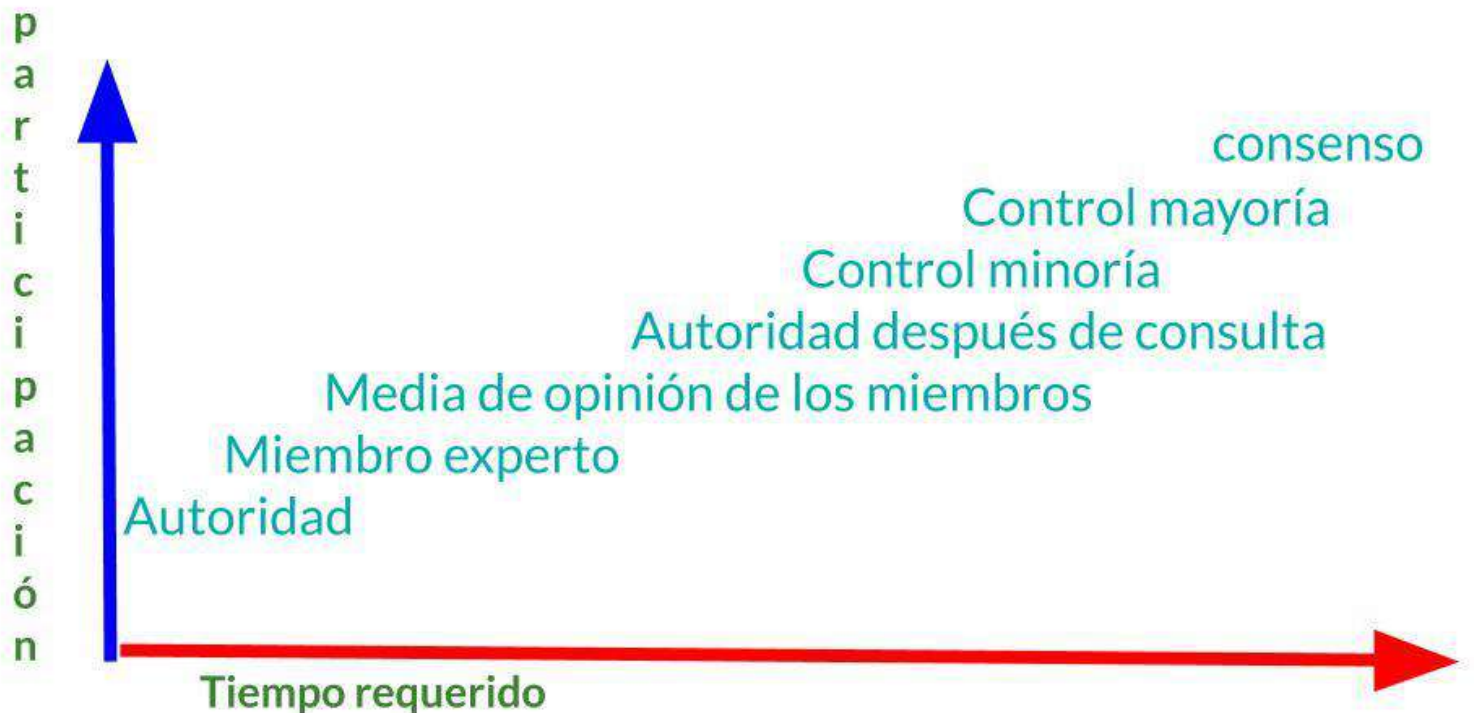 participación
consenso
Control mayoría
Control minoría
Autoridad después de consulta
Media de opinión de los miembros
Miembro experto
Autoridad
Tiempo requerido